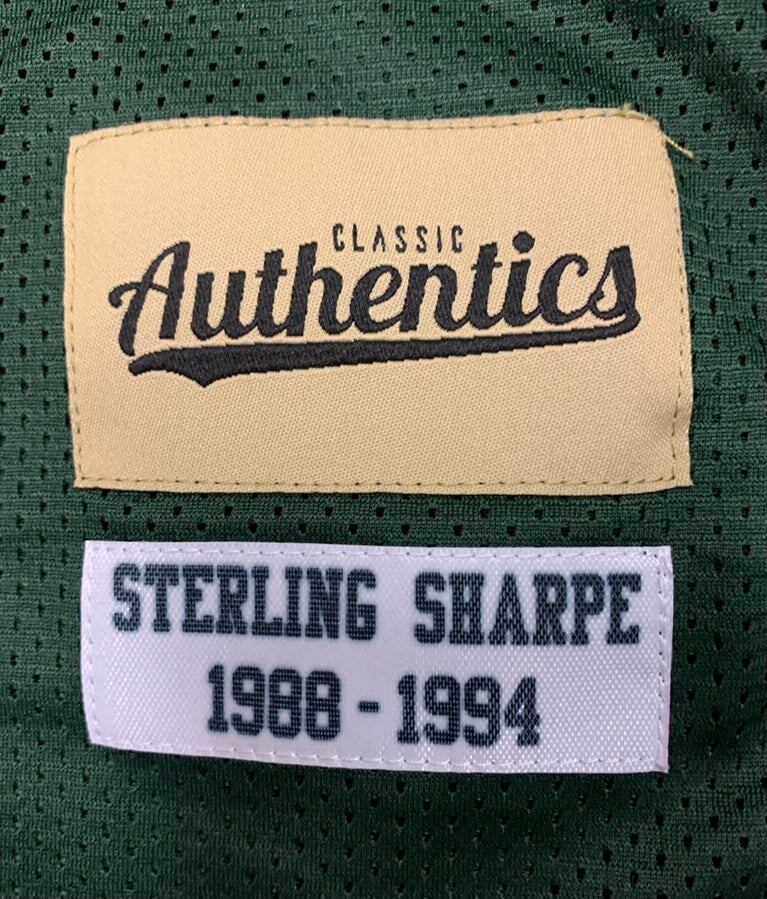 CLASSIC
Authentics
STERLING SHARPE
1988 - 1994